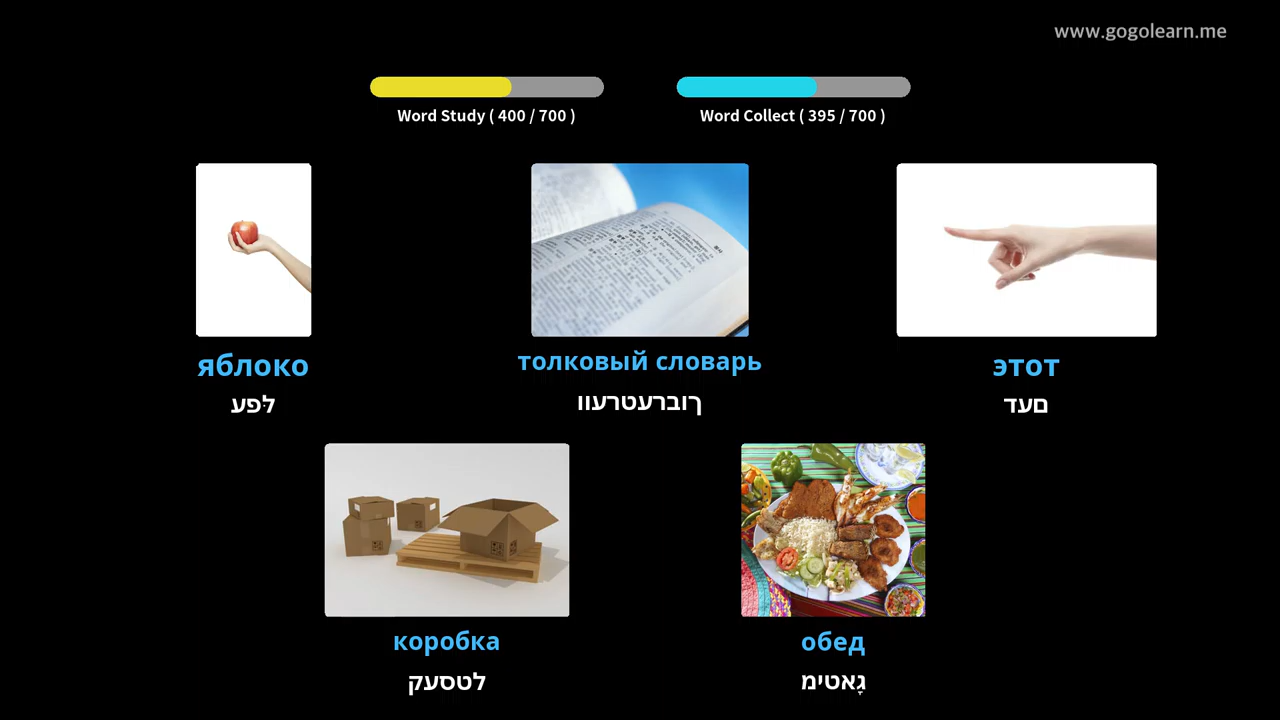 www.gogolearn.me
Word Study ( 400 / 700 )
Word Collect ( 395 / 700 )
яблоко
עפּל
толковый словарь
ווערטערבוך
этот
דעם
коробка
קעסטל
обед
מיטאָג